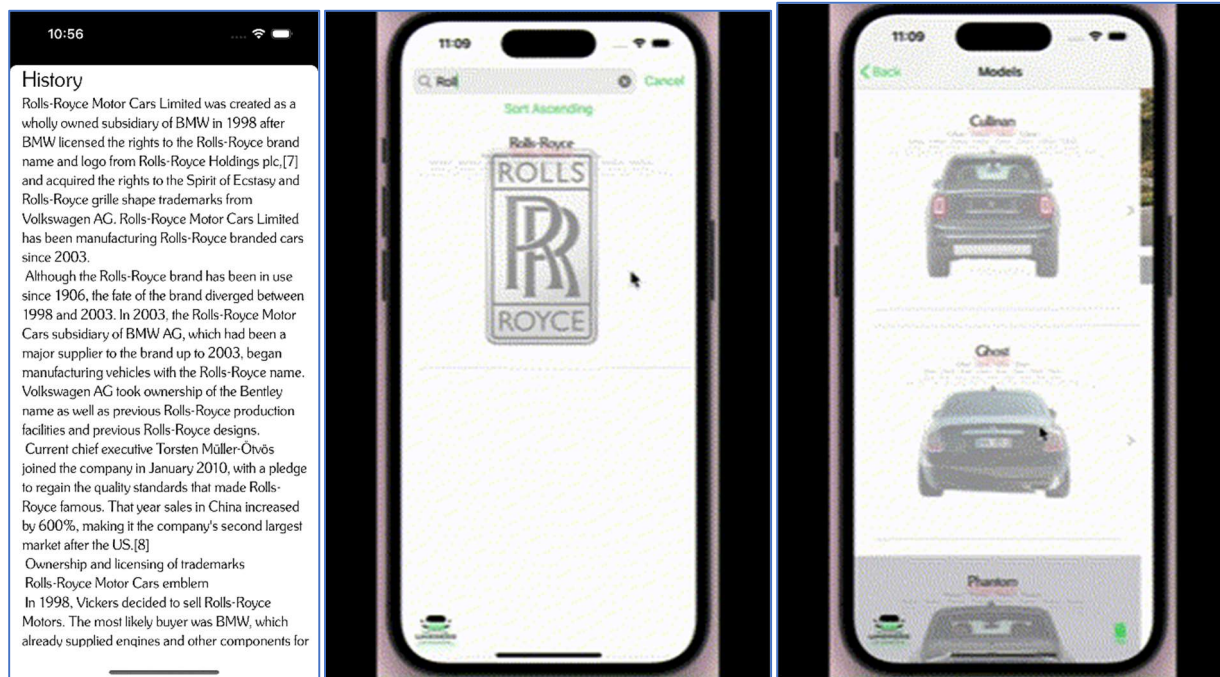 10:56
History
Rolls-Royce Motor Cars Limited was created as a
wholly owned subsidiary of BMW in 1998 after
BMW licensed the rights to the Rolls-Royce brand
name and logo from Rolls-Royce Holdings plc,[7]
and acquired the rights to the Spirit of Ecstasy and
Rolls-Royce grille shape trademarks from
Volkswagen AG. Rolls-Royce Motor Cars Limited
has been manufacturing Rolls-Royce branded cars
since 2003.
Although the Rolls-Royce brand has been in use
since 1906, the fate of the brand diverged between
1998 and 2003. In 2003, the Rolls-Royce Motor
Cars subsidiary of BMW AG, which had been a
major supplier to the brand up to 2003, began
manufacturing vehicles with the Rolls-Royce name.
Volkswagen AG took ownership of the Bentley
name as well as previous Rolls-Royce production
facilities and previous Rolls-Royce designs.
Current chief executive Torsten Müller-Ötvös
joined the company in January 2010, with a pledge
to regain the quality standards that made Rolls-
Royce famous. That year sales in China increased
by 600%, making it the company's second largest
market after the US.[8]
Ownership and licensing of trademarks
Rolls-Royce Motor Cars emblem
In 1998, Vickers decided to sell Rolls-Royce
Motors. The most likely buyer was BMW, which
already supplied engines and other components for
11:09
Roll
Cancel
Sort Ascending
Rolls-Royce
ROLLS
RR
ROYCE
11:09
Back
Models
Cullinan
Ghost
Phantom